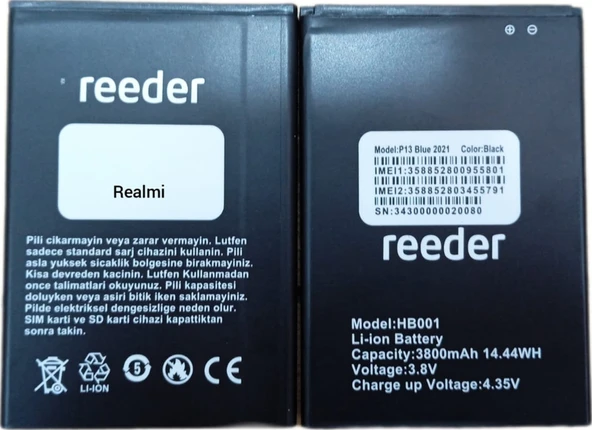 reeder
Realmi
Pili cikarmayin veya zarar vermayin. Lutfen
sadece standard sarj cihazini kullanin. Pili
asla yuksek sicaklik bolgesine birakmayiniz.
Kisa devreden kacinin. Lutfen Kullanmadan
once talimatlari okuyunuz. Pili kapasitesi
doluyken veya asiri bitik iken saklamayiniz.
Pilde elektriksel dengesizlige neden olur.
SIM karti ve SD karti cihazi kapattiktan
sonra takin.
LI-ION
5
CE
Model:P13 Blue 2021 Color:Black
IMEI1:358852800955801
IMEI2:358852803455791
SN:34300000020080
reeder
Model:HB001
Li-ion Battery
Capacity:3800mAh 14.44WH
Voltage:3.8V
Charge up Voltage:4.35V